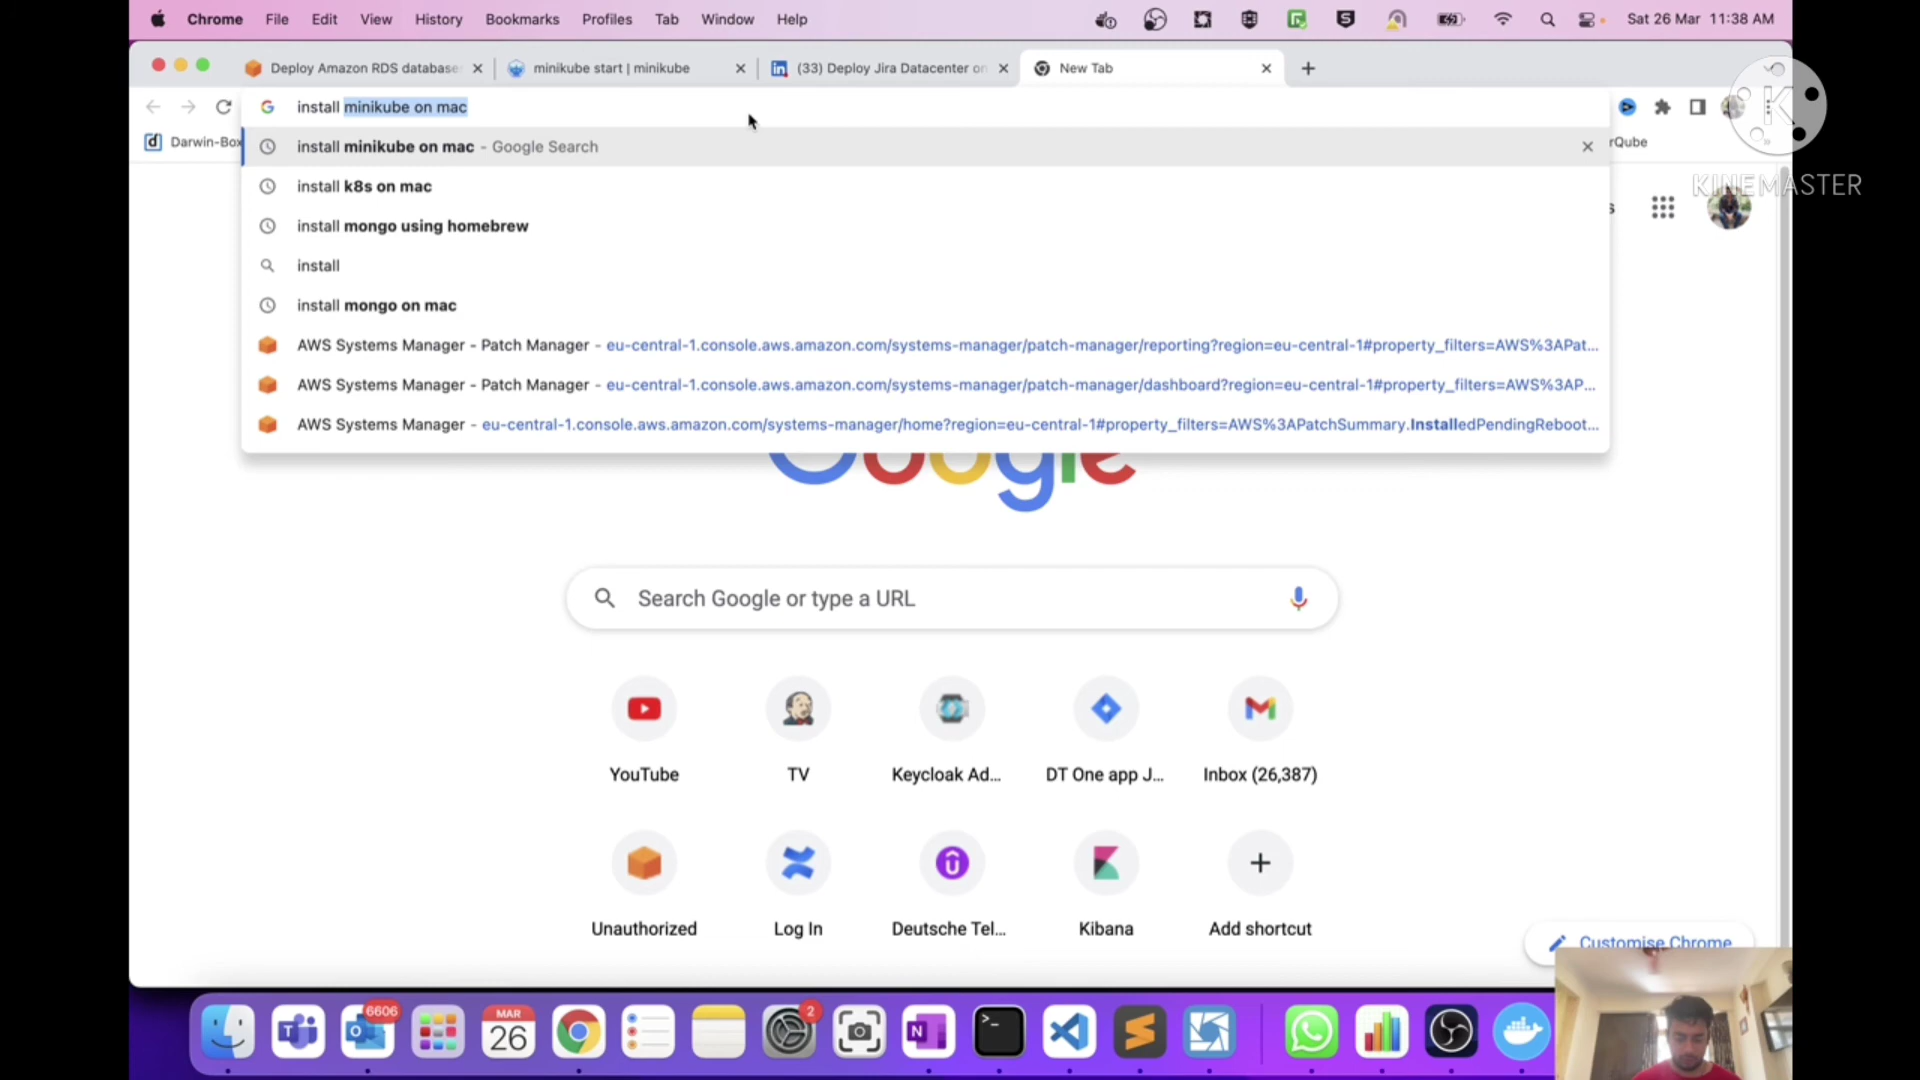 Chrome File Edit View History Bookmarks Profiles Tab Window Help Sat 26 Mar 11:38 AM
Deploy Amazon RDS database minikube start | minikube (33) Deploy Jira Datacenter on New Tab
install minikube on mac
Darwin-Box rQube
install minikube on mac - Google Search
install k8s on mac
KINEMASTER
install mongo using homebrew
install
install mongo on mac
AWS Systems Manager - Patch Manager - eu-central-1.console.aws.amazon.com/systems-manager/patch-manager/reporting?region=eu-central-1#property_filters=AWS%3APat...
AWS Systems Manager - Patch Manager - eu-central-1.console.aws.amazon.com/systems-manager/patch-manager/dashboard?region=eu-central-1#property_filters=AWS%3AP...
AWS Systems Manager - eu-central-1.console.aws.amazon.com/systems-manager/home?region=eu-central-1#property_filters=AWS%3APatchSummary.InstalledPendingReboot...
Google
Search Google or type a URL
YouTube TV Keycloak Ad... DT One app J... Inbox (26,387)
Unauthorized Log In Deutsche Tel... Kibana Add shortcut
Customise Chrome
6606 MAR 2
26